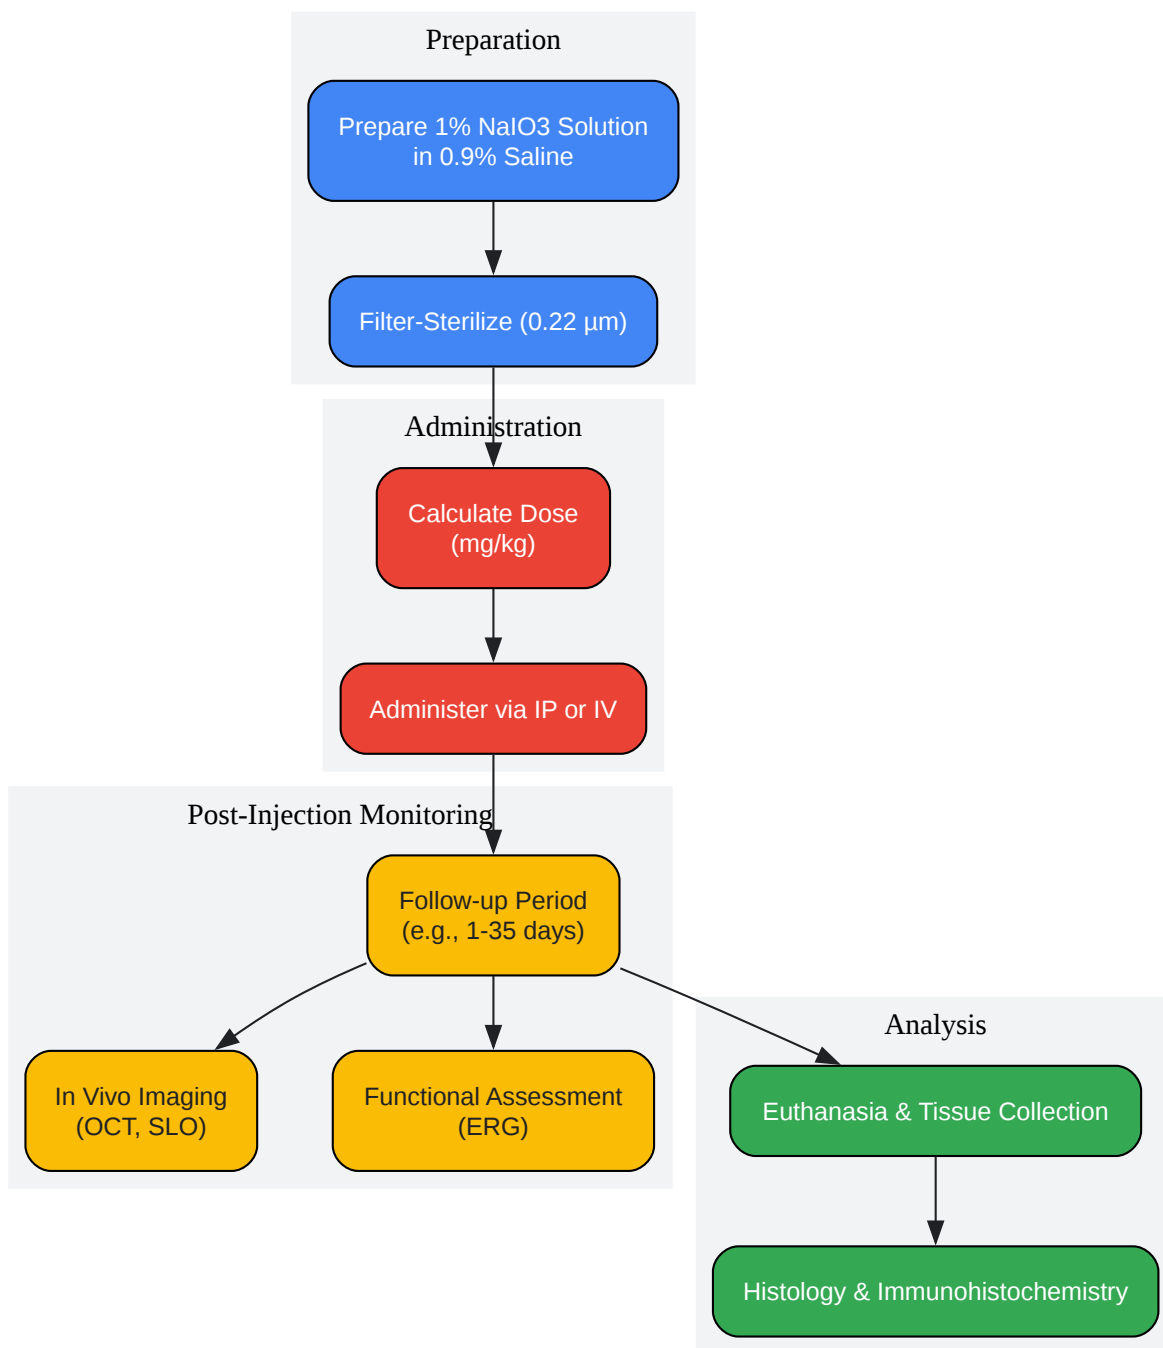 Preparation
Prepare 1% NaIO3 Solution
in 0.9% Saline
Filter-Sterilize (0.22 µm)
Administration
Calculate Dose
(mg/kg)
Administer via IP or IV
Post-Injection Monitoring
Follow-up Period
(e.g., 1-35 days)
In Vivo Imaging
(OCT, SLO)
Functional Assessment
(ERG)
Analysis
Euthanasia & Tissue Collection
Histology & Immunohistochemistry